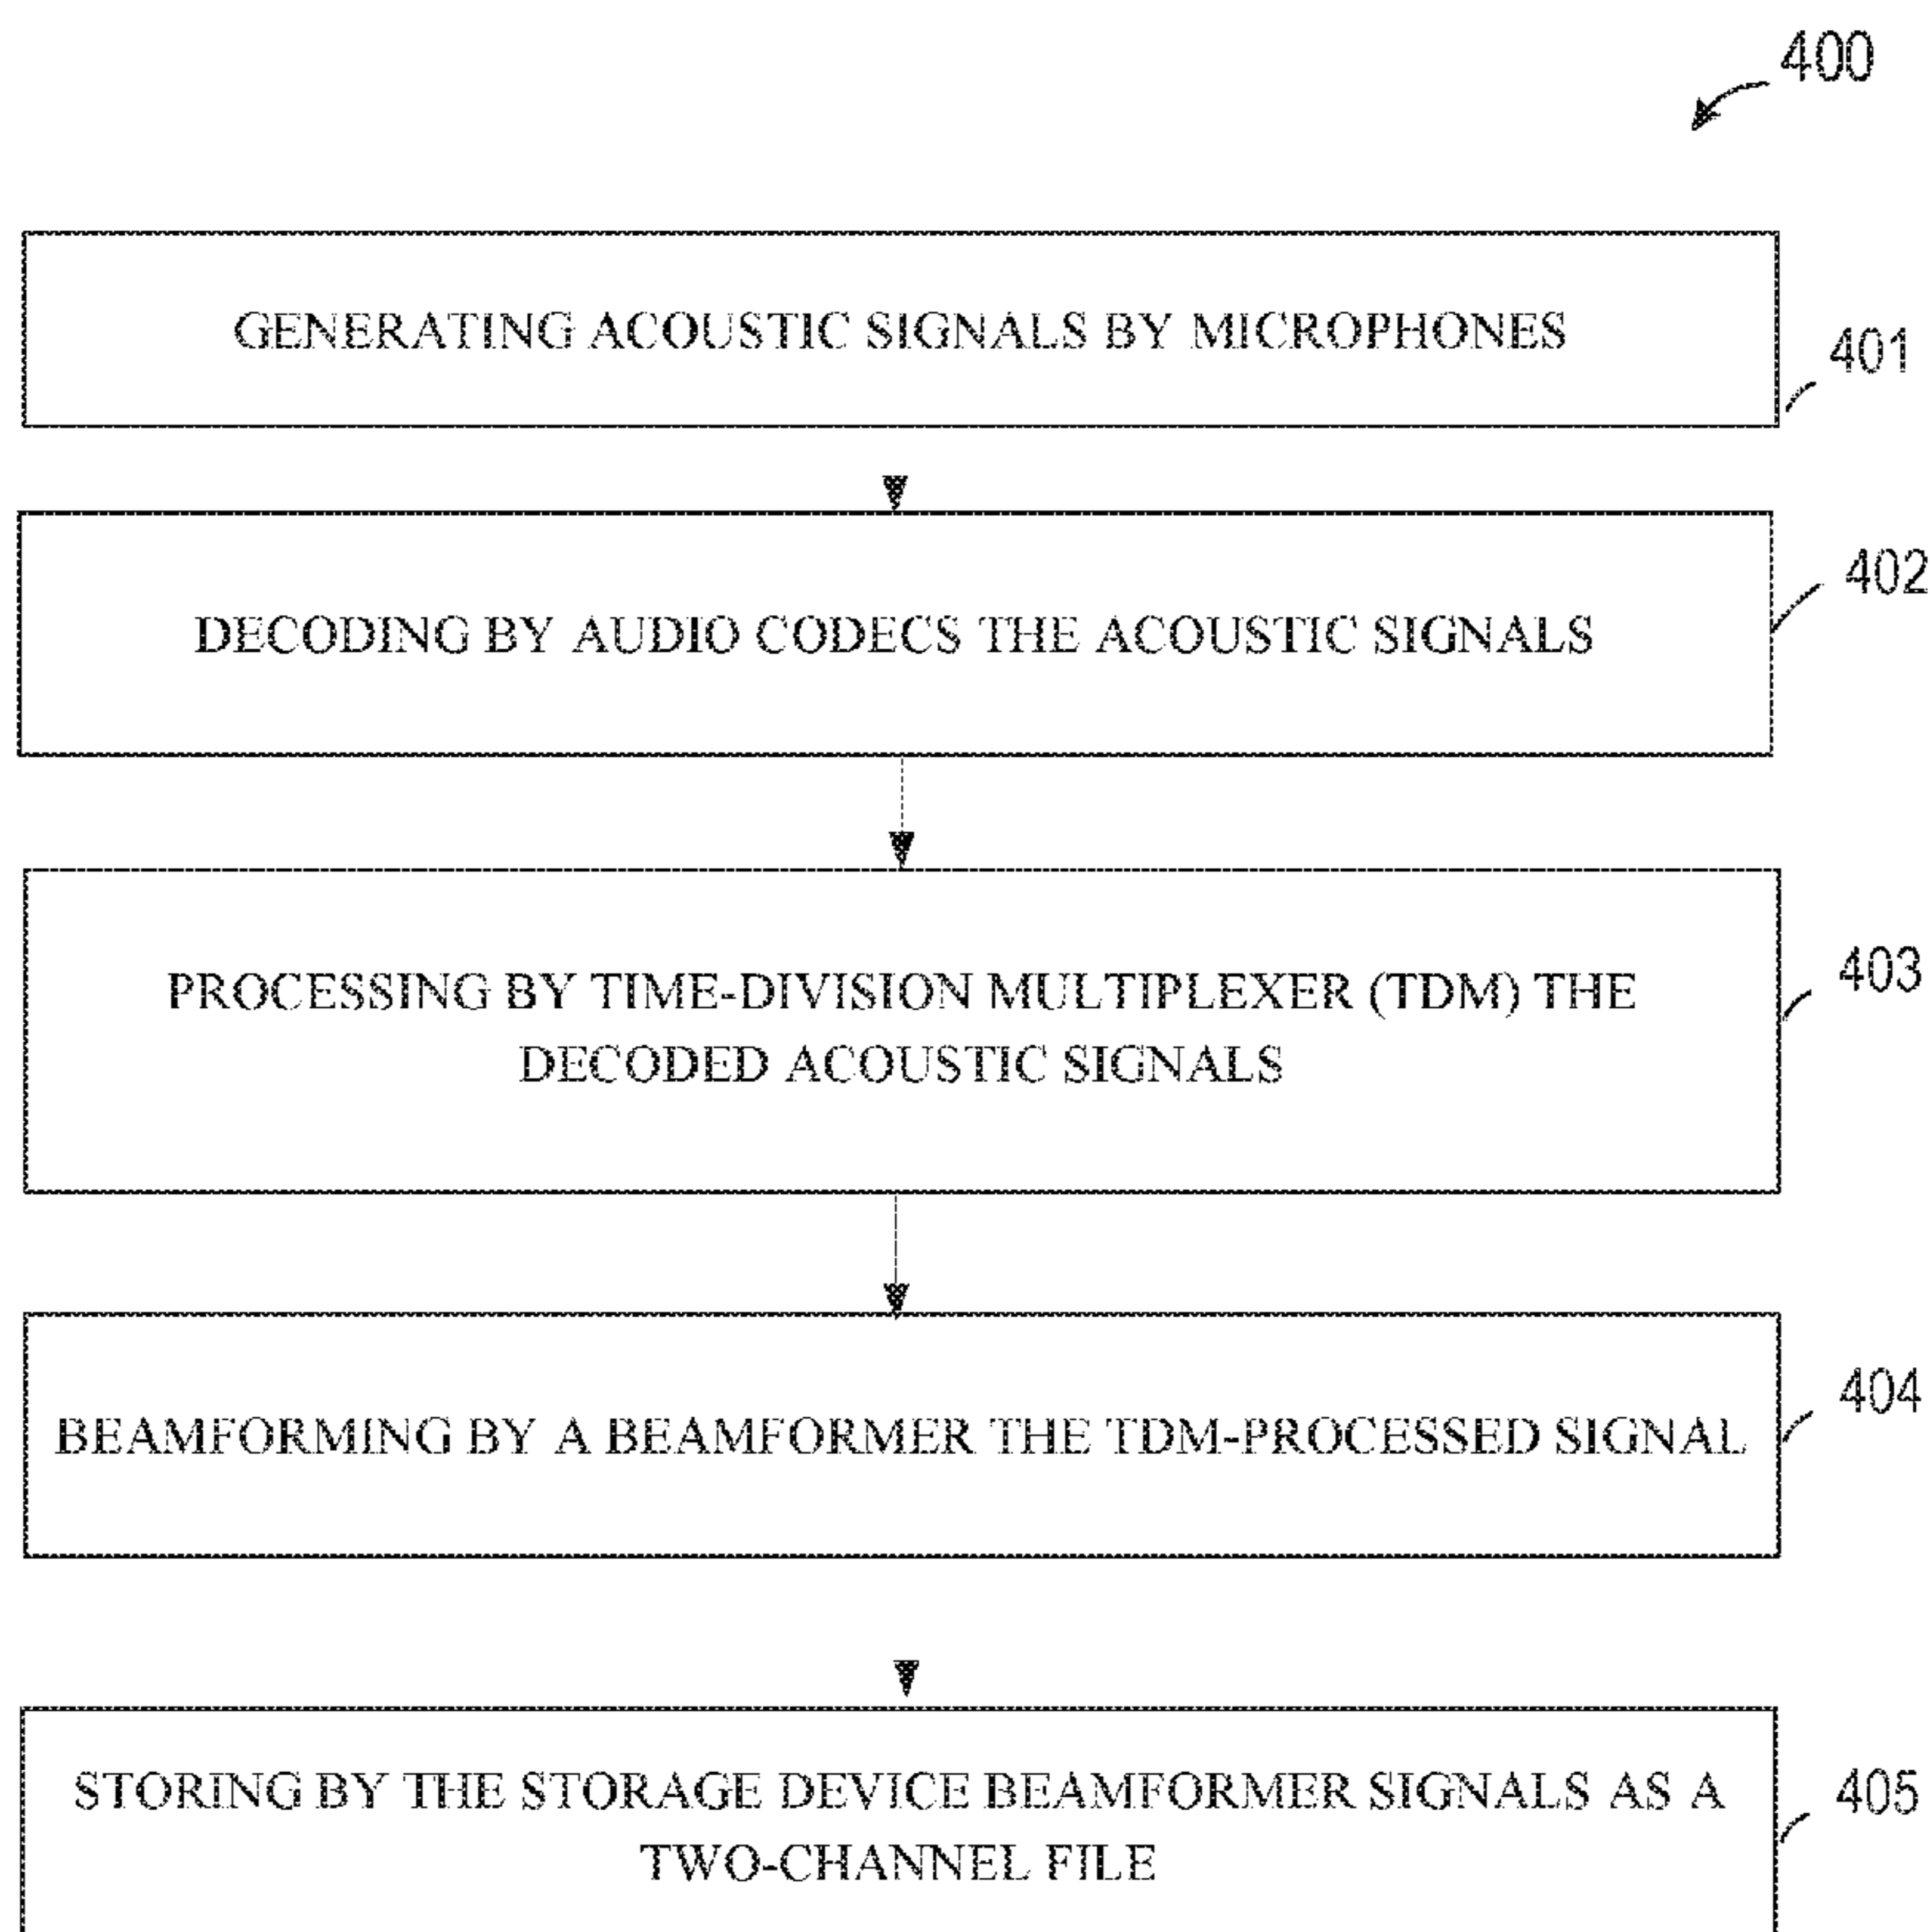 400
GENERATING ACOUSTIC SIGNALS BY MICROPHONES
401
DECODING BY AUDIO CODECS THE ACOUSTIC SIGNALS
402
PROCESSING BY TIME-DIVISION MULTIPLEXER (TDM) THE
DECODED ACOUSTIC SIGNALS
403
BEAMFORMING BY A BEAMFORMER THE TDM-PROCESSED SIGNAL
404
STORING BY THE STORAGE DEVICE BEAMFORMER SIGNALS AS A
TWO-CHANNEL FILE
405